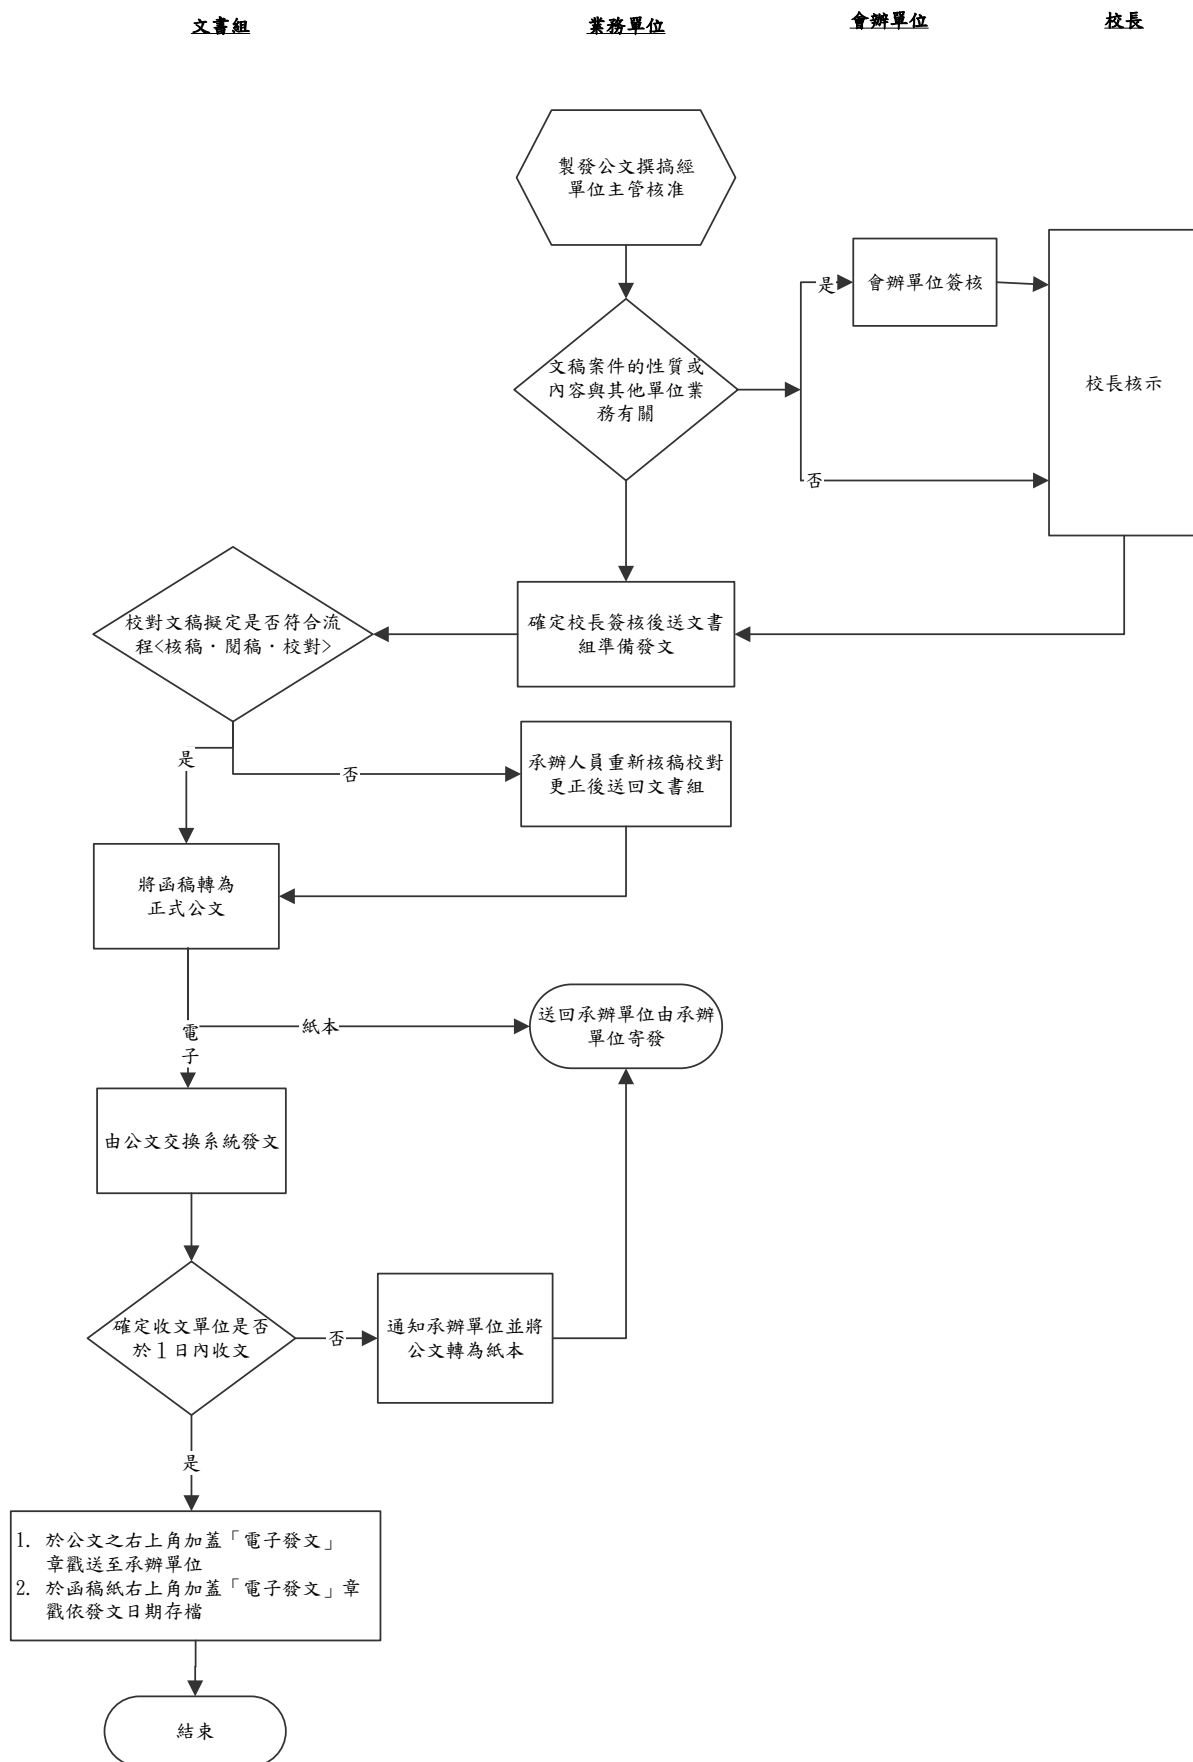 文書組
業務單位
會辦單位
校長
製發公文撰搞經
單位主管核准
文稿案件的性質或
內容與其他單位業
務有關
是
會辦單位簽核
校長核示
否
校對文稿擬定是否符合流
程<核稿．閱稿．校對>
確定校長簽核後送文書
組準備發文
是
否
承辦人員重新核稿校對
更正後送回文書組
將函稿轉為
正式公文
電
子
紙本
送回承辦單位由承辦
單位寄發
由公文交換系統發文
確定收文單位是否
於1日內收文
否
通知承辦單位並將
公文轉為紙本
是
1. 於公文之右上角加蓋「電子發文」
章戳送至承辦單位
2. 於函稿紙右上角加蓋「電子發文」章
戳依發文日期存檔
結束